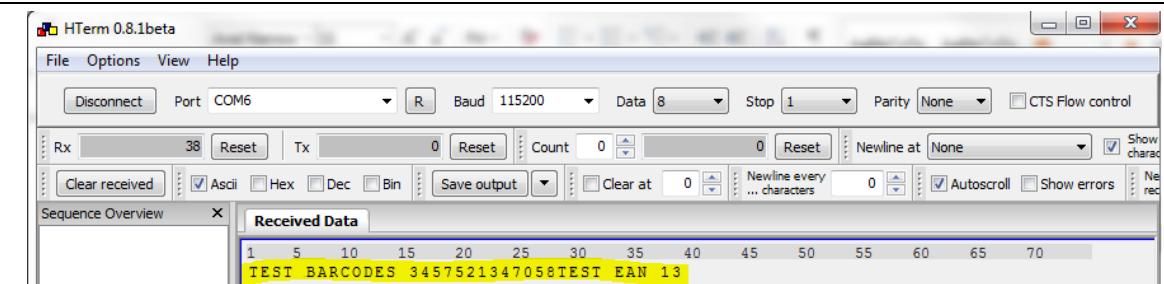 HTerm 0.8.1beta
File Options View Help
Disconnect Port COM6 R Baud 115200 Data 8 Stop 1 Parity None CTS Flow control
Rx 38 Reset Tx 0 Reset Count 0 0 Reset Newline at None Show
charac
Clear received Ascii Hex Dec Bin Save output Clear at 0 Newline every
... characters 0 Autoscroll Show errors Ne
rec
Sequence Overview X Received Data
1 5 10 15 20 25 30 35 40 45 50 55 60 65 70
TEST BARCODES 3457521347058TEST EAN 13